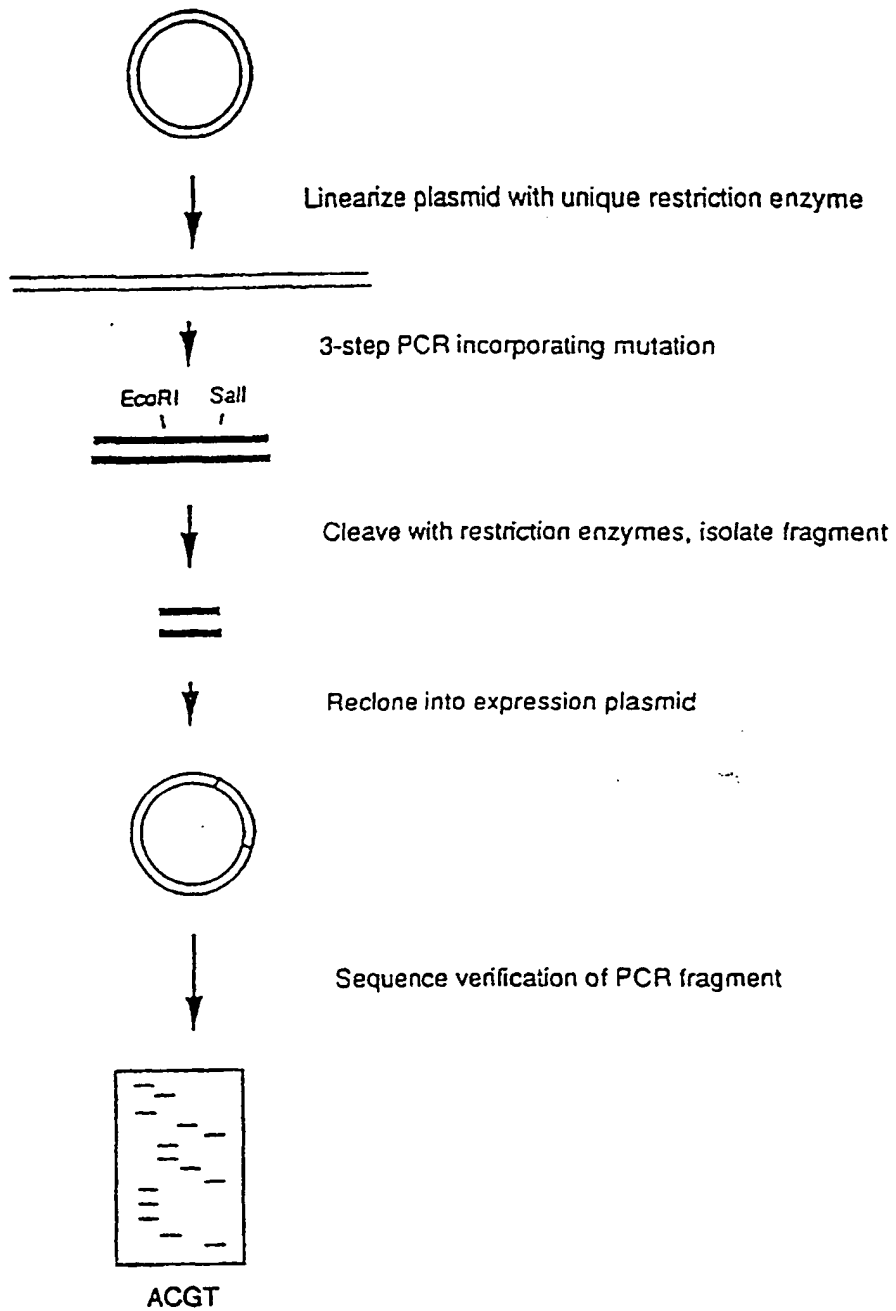 Linearize plasmid with unique restriction enzyme
3-step PCR incorporating mutation
EcoRI SalI
Cleave with restriction enzymes, isolate fragment
Reclone into expression plasmid
Sequence verification of PCR fragment
ACGT